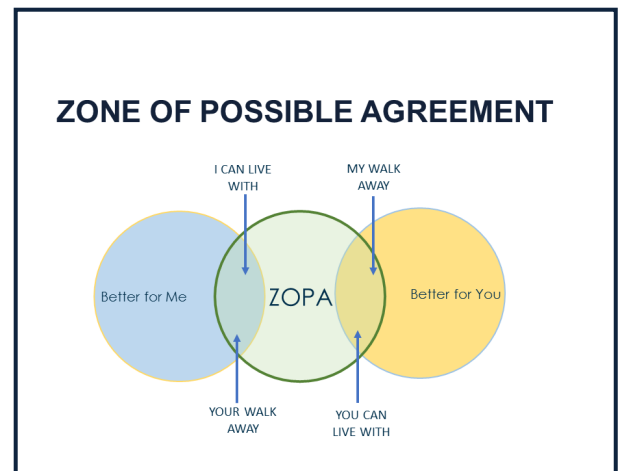 ZONE OF POSSIBLE AGREEMENT
I CAN LIVE
WITH
MY WALK
AWAY
Better for Me
ZOPA
Better for You
YOUR WALK
AWAY
YOU CAN
LIVE WITH